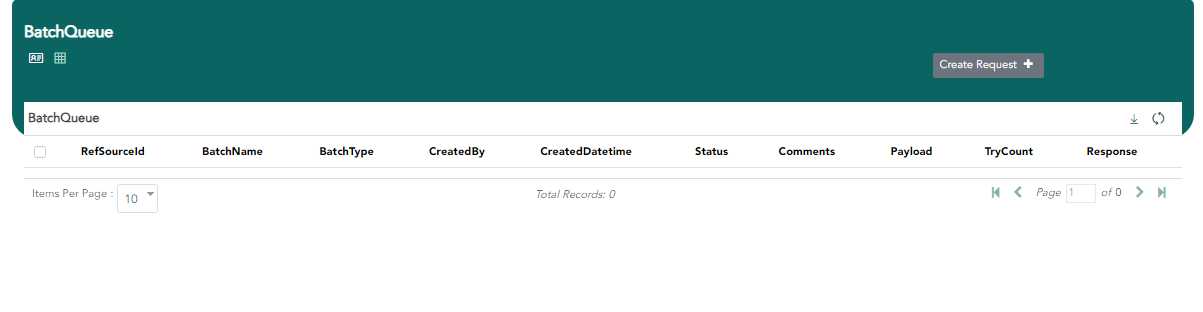 BatchQueue
Create Request
BatchQueue
RefSourceId BatchName BatchType CreatedBy CreatedDatetime Status Comments Payload TryCount Response
Items Per Page : 10 Total Records: 0 Page 1 of 0